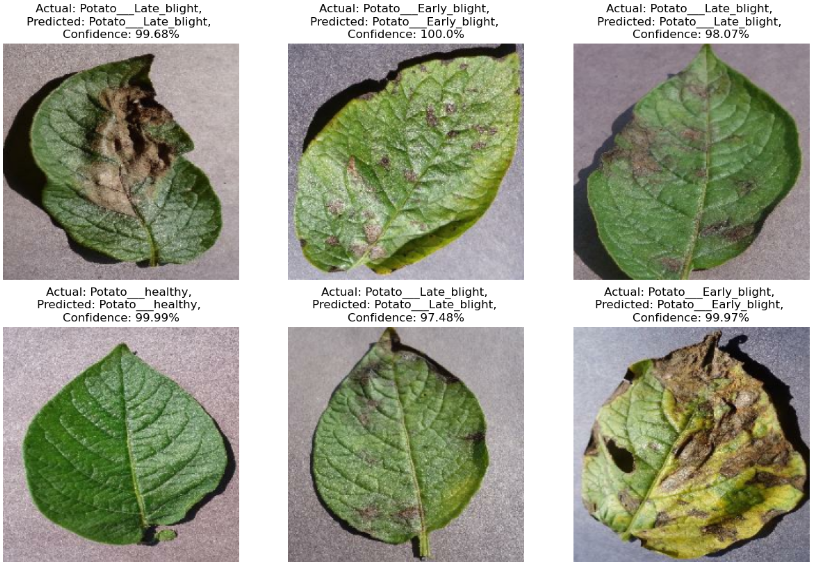 Actual: Potato___Late_blight,
Predicted: Potato___Late_blight,
Confidence: 99.68%
Actual: Potato___Early_blight,
Predicted: Potato___Early_blight,
Confidence: 100.0%
Actual: Potato___Late_blight,
Predicted: Potato___Late_blight,
Confidence: 98.07%
Actual: Potato___healthy,
Predicted: Potato___healthy,
Confidence: 99.99%
Actual: Potato___Late_blight,
Predicted: Potato___Late_blight,
Confidence: 97.48%
Actual: Potato___Early_blight,
Predicted: Potato___Early_blight,
Confidence: 99.97%